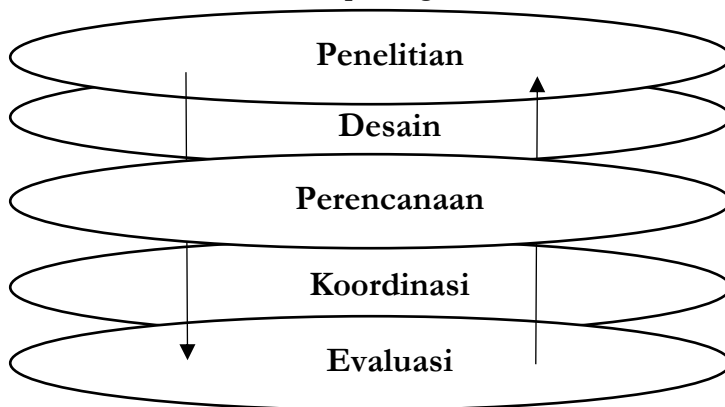 Penelitian
Desain
Perencanaan
Koordinasi
Evaluasi